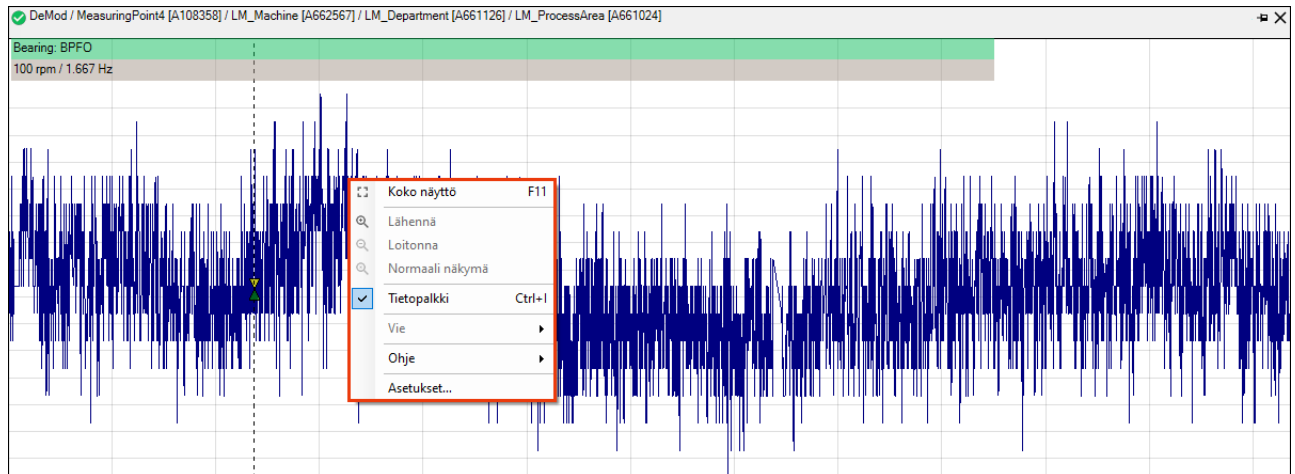 DeMod / MeasuringPoint4 [A108358] / LM_Machine [A662567] / LM_Department [A661126] / LM_ProcessArea [A661024]
Bearing: BPFO
100 rpm / 1.667 Hz
Koko näyttö F11
Lähennä
Loitonna
Normaali näkymä
Tietopalkki Ctrl+I
Vie
Ohje
Asetukset...